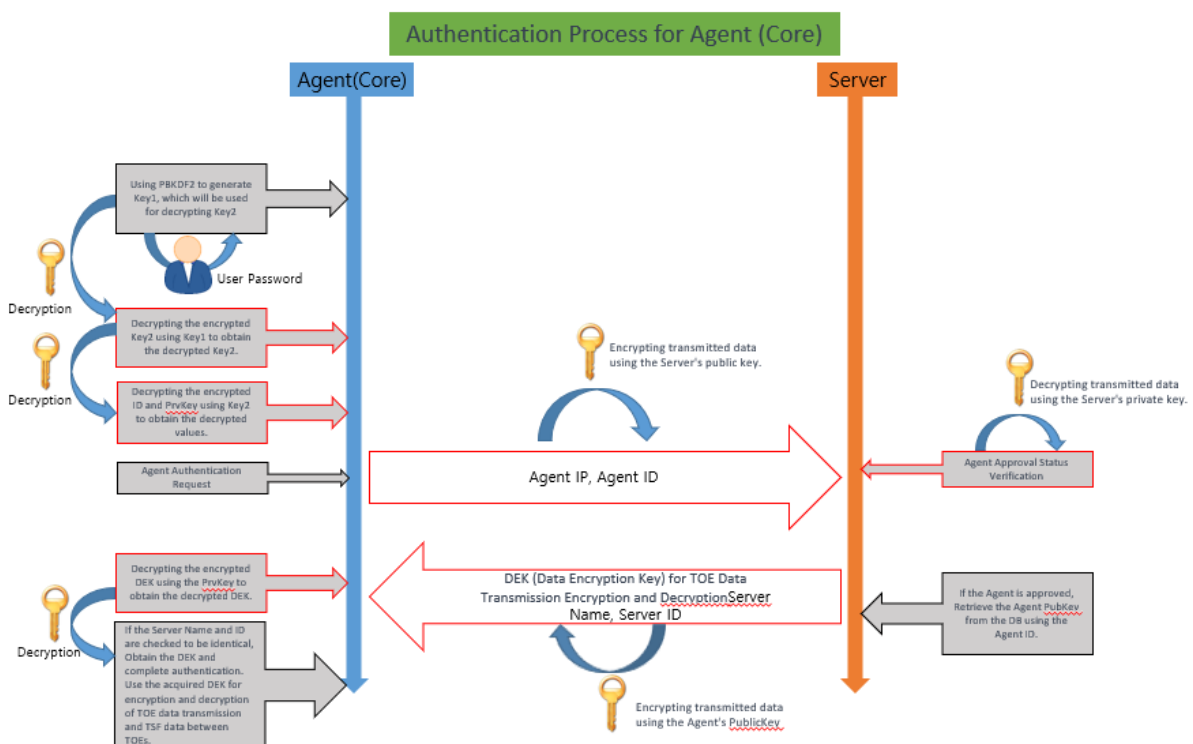 Authentication Process for Agent (Core)
Agent(Core)
Server
Using PBKDF2 to generate
Key1, which will be used
for decrypting Key2
User Password
Decryption
Decrypting the encrypted
Key2 using Key1 to obtain
the decrypted Key2.
Decryption
Decrypting the encrypted
ID and PrvKey using Key2
to obtain the decrypted
values.
Encrypting transmitted data
using the Server's public key.
Decrypting transmitted data
using the Server's private key.
Agent Authentication
Request
Agent IP, Agent ID
Agent Approval Status
Verification
Decrypting the encrypted
DEK using the PrvKey to
obtain the decrypted DEK.
DEK (Data Encryption Key) for TOE Data
Transmission Encryption and DecryptionServer
Name, Server ID
If the Agent is approved,
Retrieve the Agent PubKey
from the DB using the
Agent ID.
Decryption
If the Server Name and ID
are checked to be identical,
Obtain the DEK and
complete authentication.
Use the acquired DEK for
encryption and decryption
of TOE data transmission
and TSF data between
TOEs.
Encrypting transmitted data
using the Agent's PublicKey